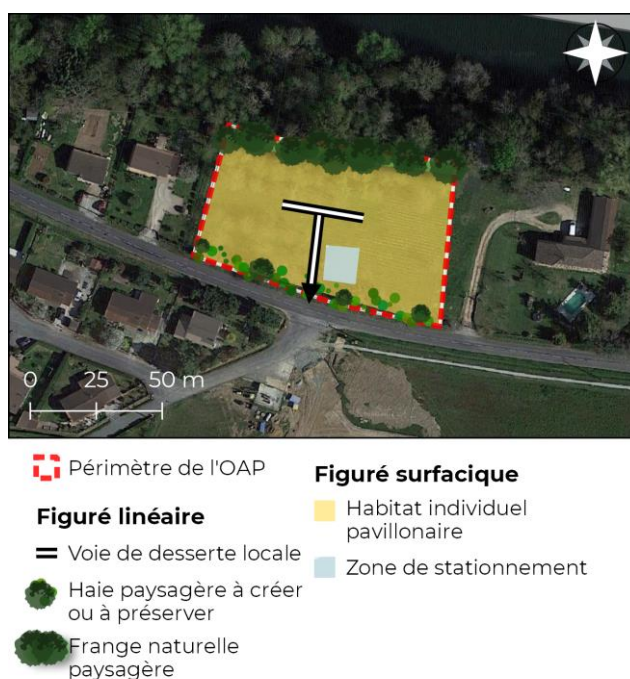 0 25 50 m
Périmètre de l'OAP
Figuré linéaire
Voie de desserte locale
Haie paysagère à créer
ou à préserver
Frange naturelle
paysagère
Figuré surfacique
Habitat individuel
pavillonaire
Zone de stationnement